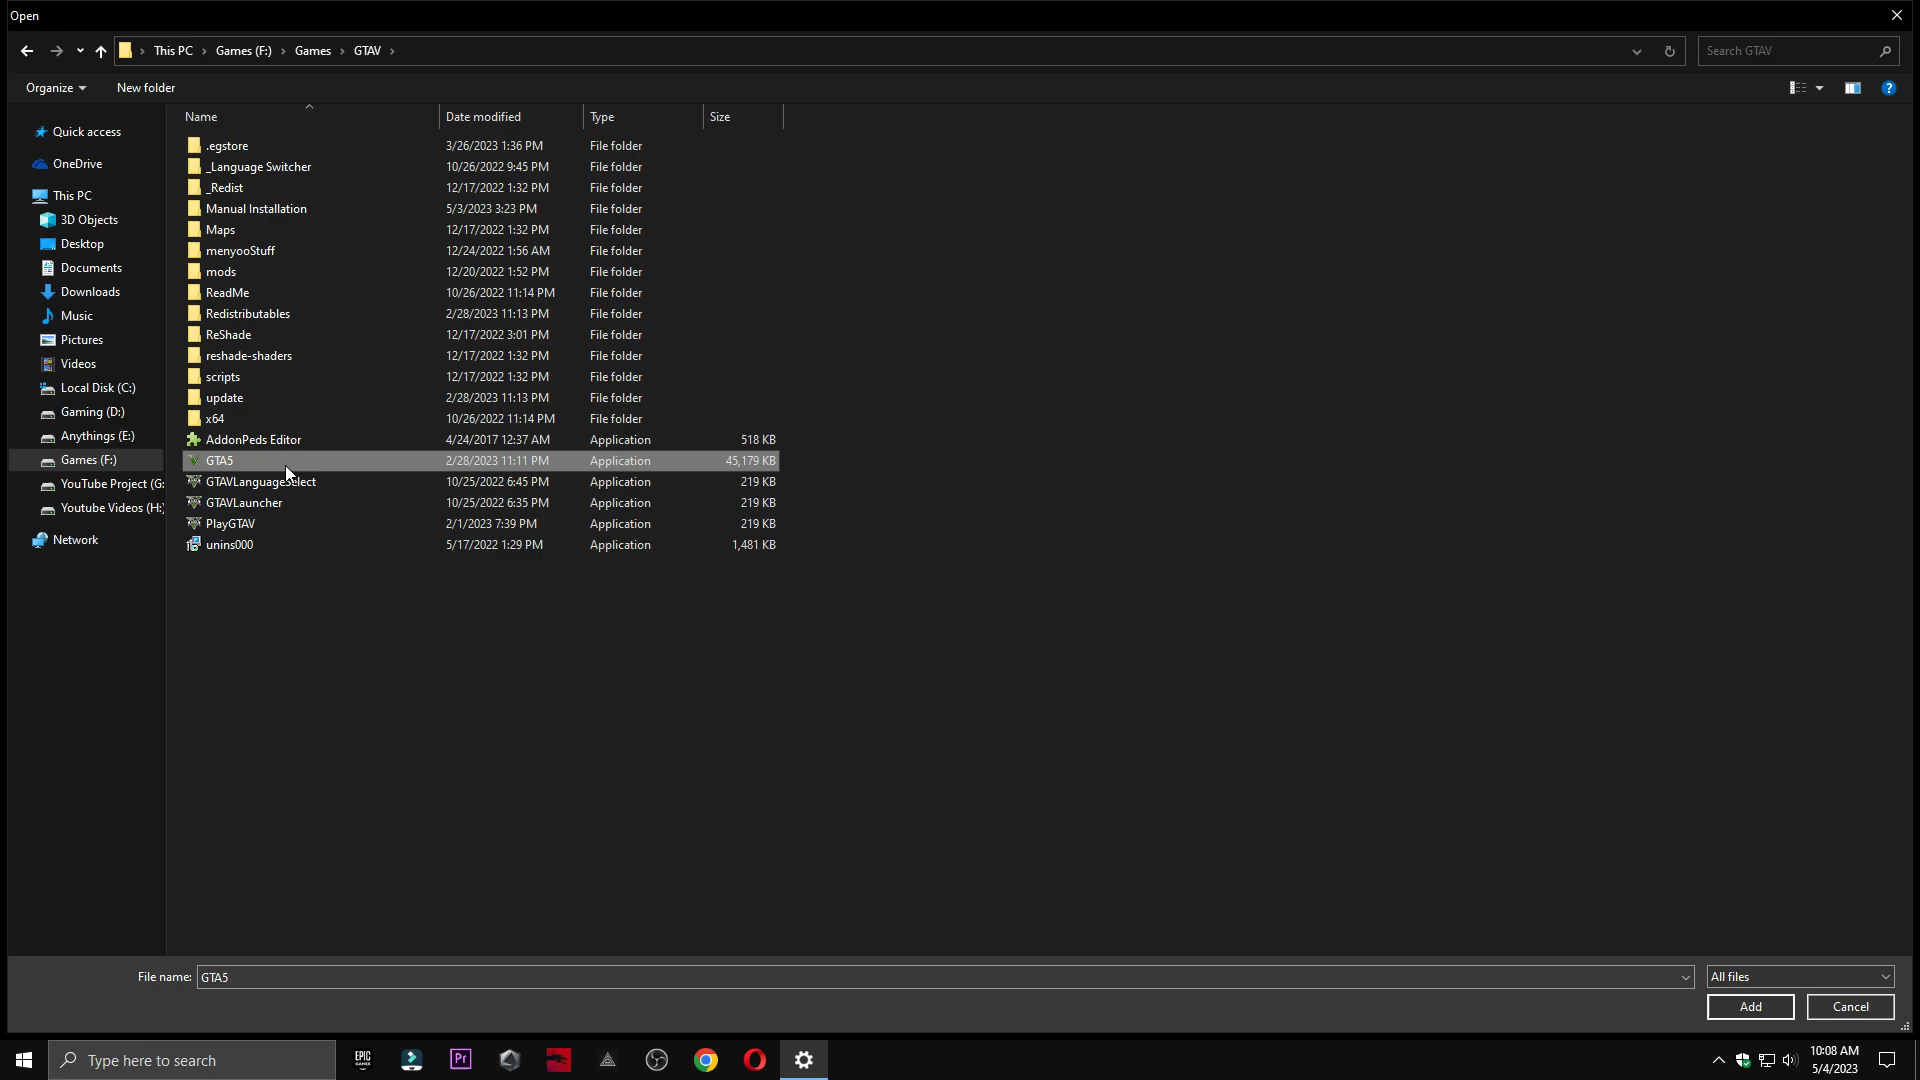 Open
This PC > Games (F:) > Games > GTAV >
Search GTAV
Organize
New folder
Name Date modified Type Size
Quick access
OneDrive
This PC
3D Objects
Desktop
Documents
Downloads
Music
Pictures
Videos
Local Disk (C:)
Gaming (D:)
Anythings (E:)
Games (F:)
YouTube Project (G:
Youtube Videos (H:)
Network
.egstore 3/26/2023 1:36 PM File folder
_Language Switcher 10/26/2022 9:45 PM File folder
_Redist 12/17/2022 1:32 PM File folder
Manual Installation 5/3/2023 3:23 PM File folder
Maps 12/17/2022 1:32 PM File folder
menyooStuff 12/24/2022 1:56 AM File folder
mods 12/20/2022 1:52 PM File folder
ReadMe 10/26/2022 11:14 PM File folder
Redistributables 2/28/2023 11:13 PM File folder
ReShade 12/17/2022 3:01 PM File folder
reshade-shaders 12/17/2022 1:32 PM File folder
scripts 12/17/2022 1:32 PM File folder
update 2/28/2023 11:13 PM File folder
x64 10/26/2022 11:14 PM File folder
AddonPeds Editor 4/24/2017 12:37 AM Application 518 KB
GTA5 2/28/2023 11:11 PM Application 45,179 KB
GTAVLanguageSelect 10/25/2022 6:45 PM Application 219 KB
GTAVLauncher 10/25/2022 6:35 PM Application 219 KB
PlayGTAV 2/1/2023 7:39 PM Application 219 KB
unins000 5/17/2022 1:29 PM Application 1,481 KB
File name: GTA5
All files
Add
Cancel
Type here to search
EPIC
GAMES
Pr
10:08 AM
5/4/2023